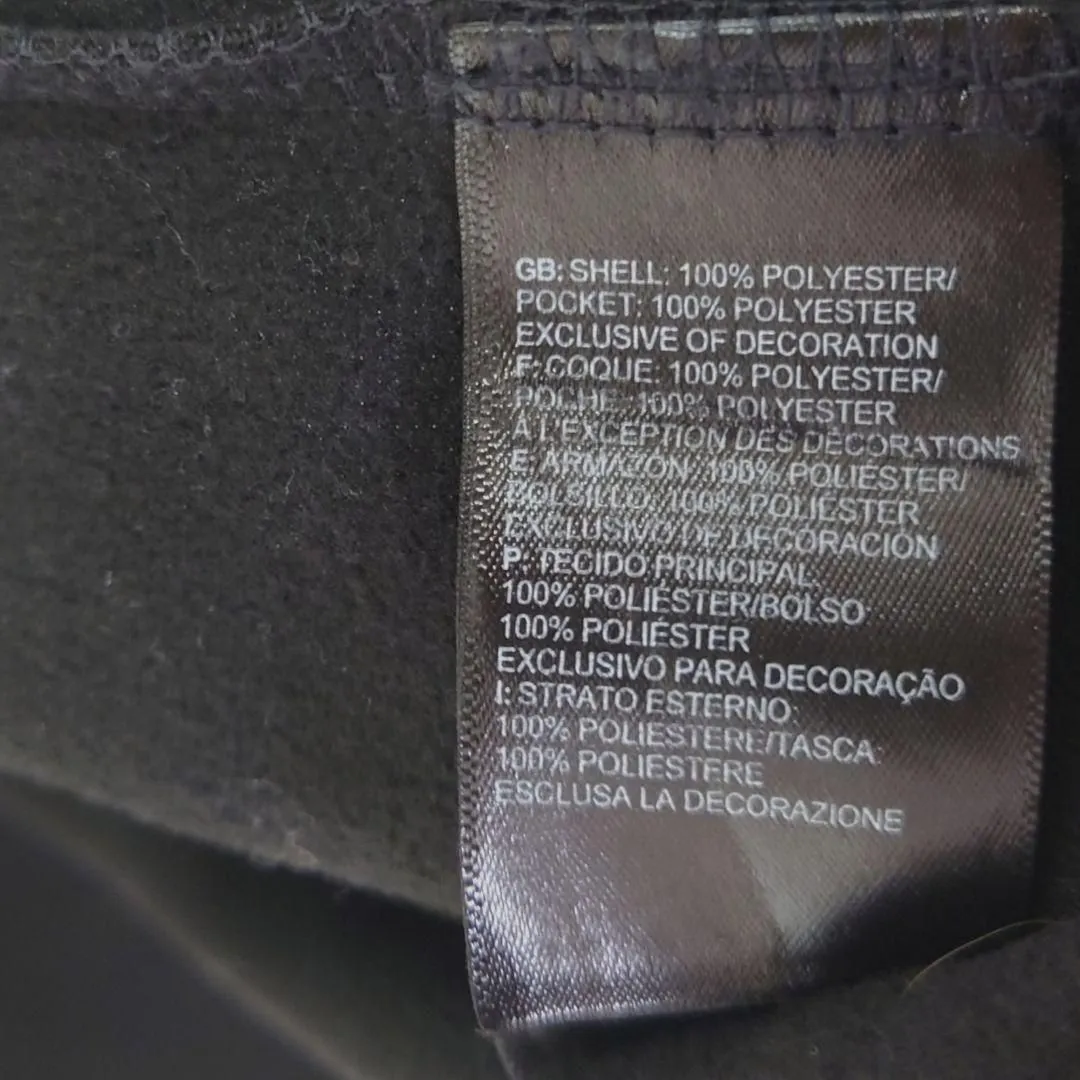 GB: SHELL: 100% POLYESTER/
POCKET: 100% POLYESTER
EXCLUSIVE OF DECORATION
F: COQUE: 100% POLYESTER/
POCHE: 100% POLYESTER
À L'EXCEPTION DES DÉCORATIONS
E: ARMAZÓN: 100% POLIÉSTER/
BOLSILLO: 100% POLIÉSTER
EXCLUSIVO DE DECORACIÓN
P: TECIDO PRINCIPAL:
100% POLIÉSTER/BOLSO:
100% POLIÉSTER
EXCLUSIVO PARA DECORAÇÃO
I: STRATO ESTERNO:
100% POLIESTERE/TASCA:
100% POLIESTERE
ESCLUSA LA DECORAZIONE